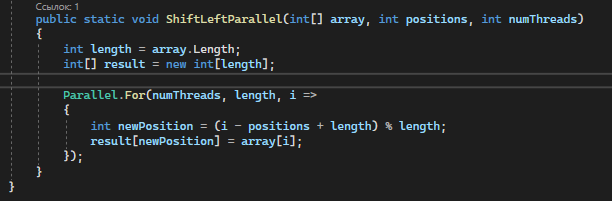 Ссылок: 1
public static void ShiftLeftParallel(int[] array, int positions, int numThreads)
{
int length = array.Length;
int[] result = new int[length];
Parallel.For(numThreads, length, i =>
{
int newPosition = (i - positions + length) % length;
result[newPosition] = array[i];
});
}
}